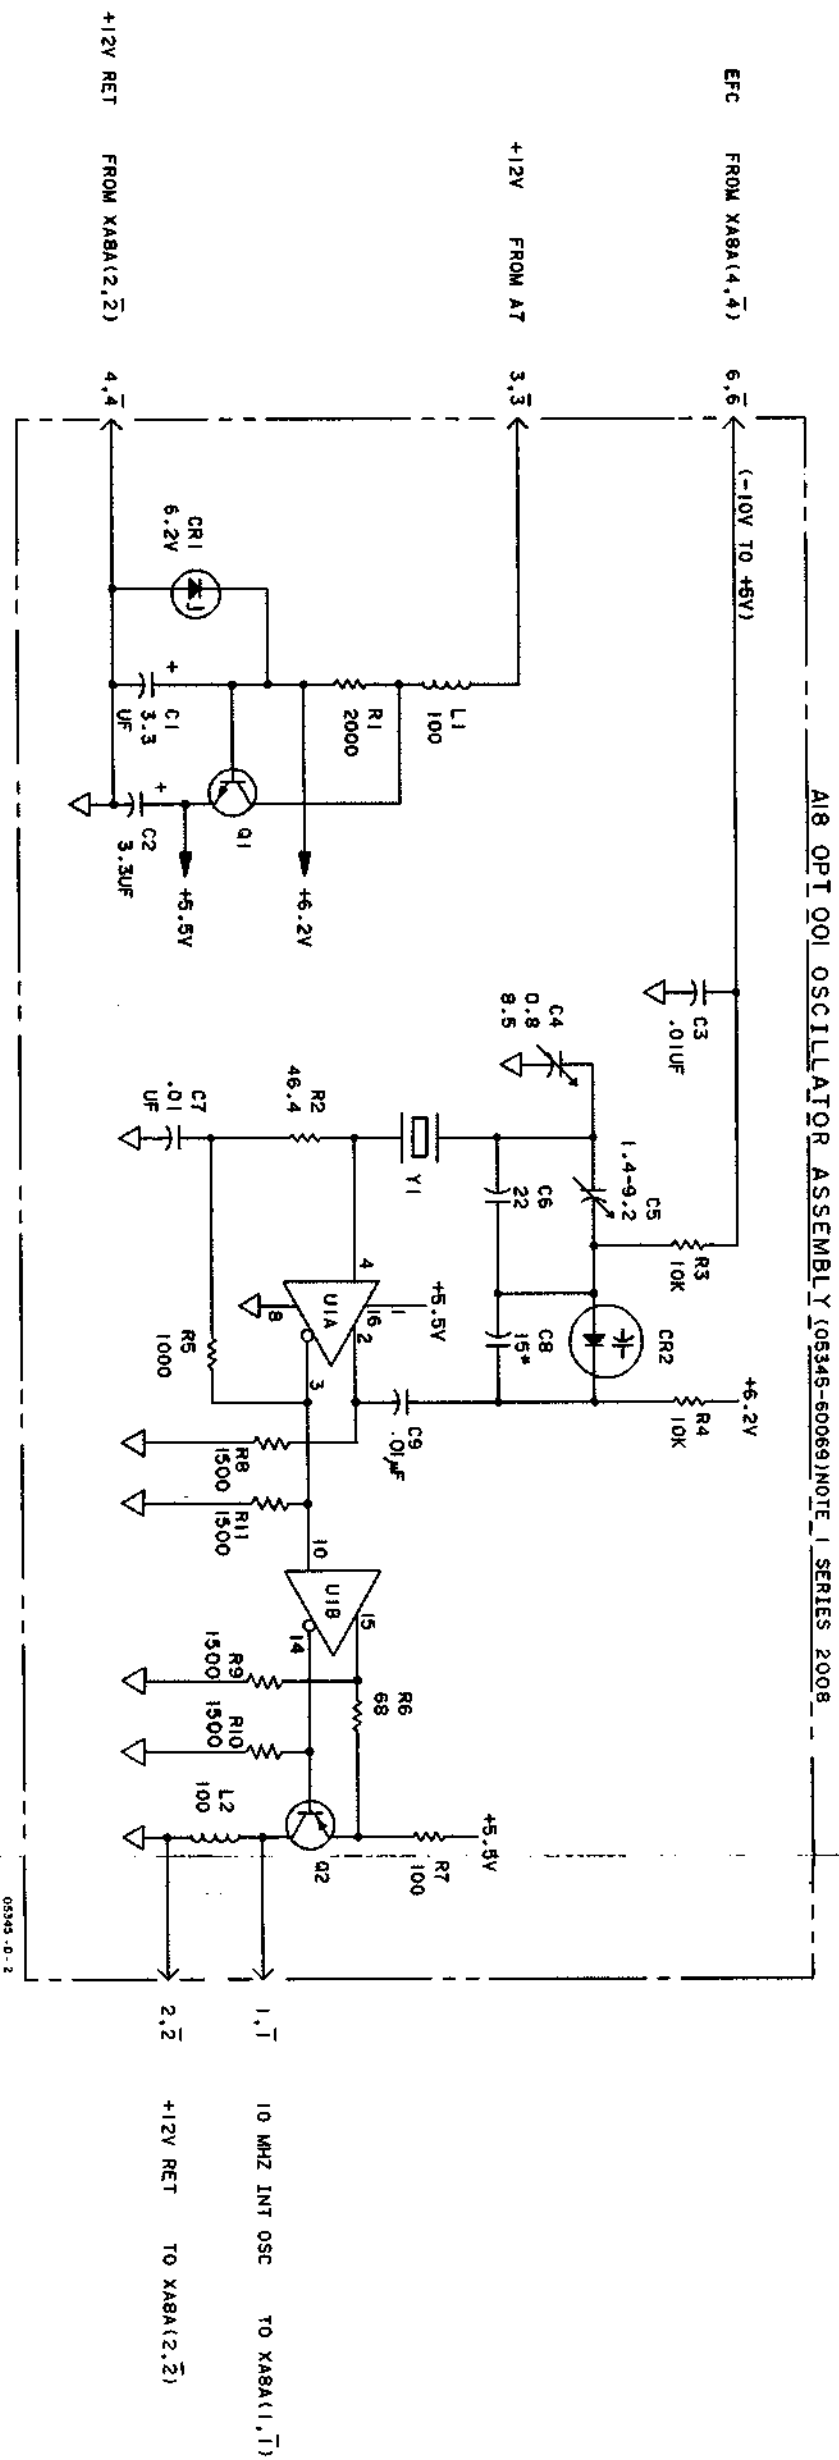 A18 OPT 001 OSCILLATOR ASSEMBLY (05345-60069) NOTE 1 SERIES 2008
EFC FROM XA8A(4,4̅) 6,6̅
(-10V TO +6V)
+12V FROM A7 3,3̅
+12V RET FROM XA8A(2,2̅) 4,4̅
CR1
6.2V
C1
3.3
UF
L1
100
R1
2000
Q1
C2
3.3UF
+6.2V
+5.5V
C3
.01UF
C4
0.8
8.5
C5
1.4-9.2
R3
10K
C6
22
CR2
C8
15*
+6.2V
R4
10K
Y1
R2
46.4
C7
.01
UF
4
U1A
+5.5V
1
16
2
8
3
R5
1000
C9
.01µF
R8
1500
R11
1500
10
U1B
15
14
R9
1500
R10
1500
R6
68
+5.5V
R7
100
Q2
L2
100
1,1̅ 10 MHZ INT OSC TO XA8A(1,1̅)
2,2̅ +12V RET TO XA8A(2,2̅)
05345-D-2